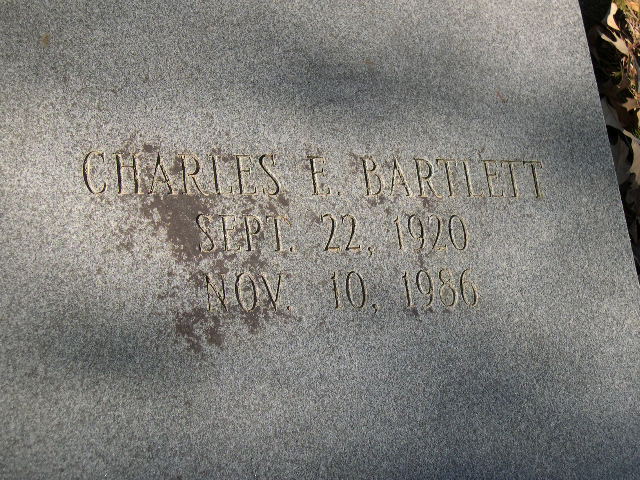 CHARLES E. BARTLETT
SEPT. 22, 1920
NOV. 10, 1986